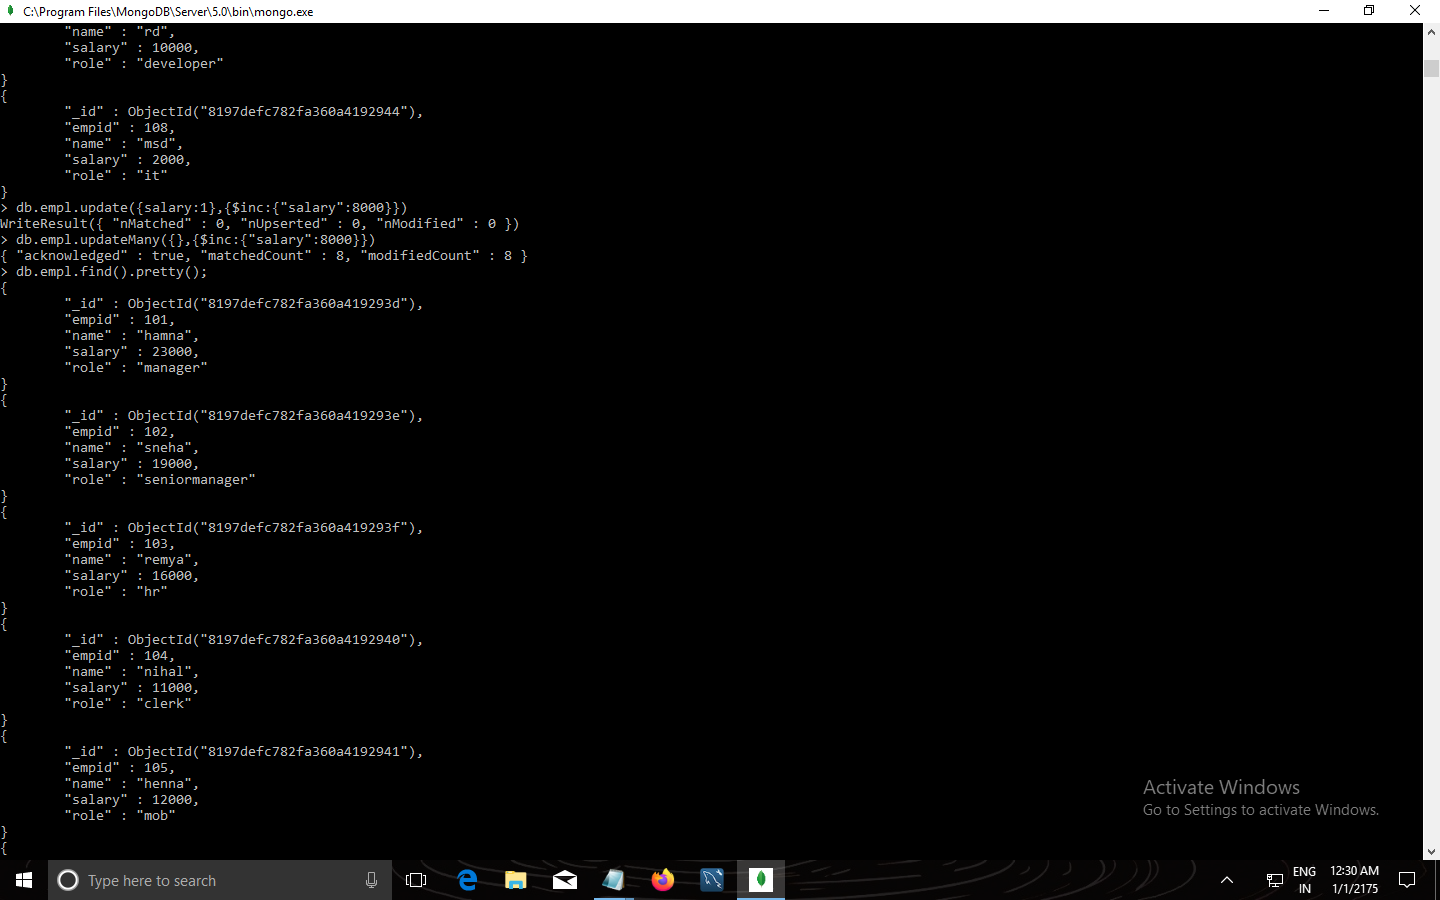 C:\Program Files\MongoDB\Server\5.0\bin\mongo.exe
"name" : "rd",
"salary" : 10000,
"role" : "developer"
}
{
"_id" : ObjectId("8197defc782fa360a4192944"),
"empid" : 108,
"name" : "msd",
"salary" : 2000,
"role" : "it"
}
> db.empl.update({salary:1},{$inc:{"salary":8000}})
WriteResult({ "nMatched" : 0, "nUpserted" : 0, "nModified" : 0 })
> db.empl.updateMany({},{$inc:{"salary":8000}})
{ "acknowledged" : true, "matchedCount" : 8, "modifiedCount" : 8 }
> db.empl.find().pretty();
{
"_id" : ObjectId("8197defc782fa360a419293d"),
"empid" : 101,
"name" : "hamna",
"salary" : 23000,
"role" : "manager"
}
{
"_id" : ObjectId("8197defc782fa360a419293e"),
"empid" : 102,
"name" : "sneha",
"salary" : 19000,
"role" : "seniormanager"
}
{
"_id" : ObjectId("8197defc782fa360a419293f"),
"empid" : 103,
"name" : "remya",
"salary" : 16000,
"role" : "hr"
}
{
"_id" : ObjectId("8197defc782fa360a4192940"),
"empid" : 104,
"name" : "nihal",
"salary" : 11000,
"role" : "clerk"
}
{
"_id" : ObjectId("8197defc782fa360a4192941"),
"empid" : 105,
"name" : "henna",
"salary" : 12000,
"role" : "mob"
}
{
Activate Windows
Go to Settings to activate Windows.
Type here to search
ENG
IN
12:30 AM
1/1/2175